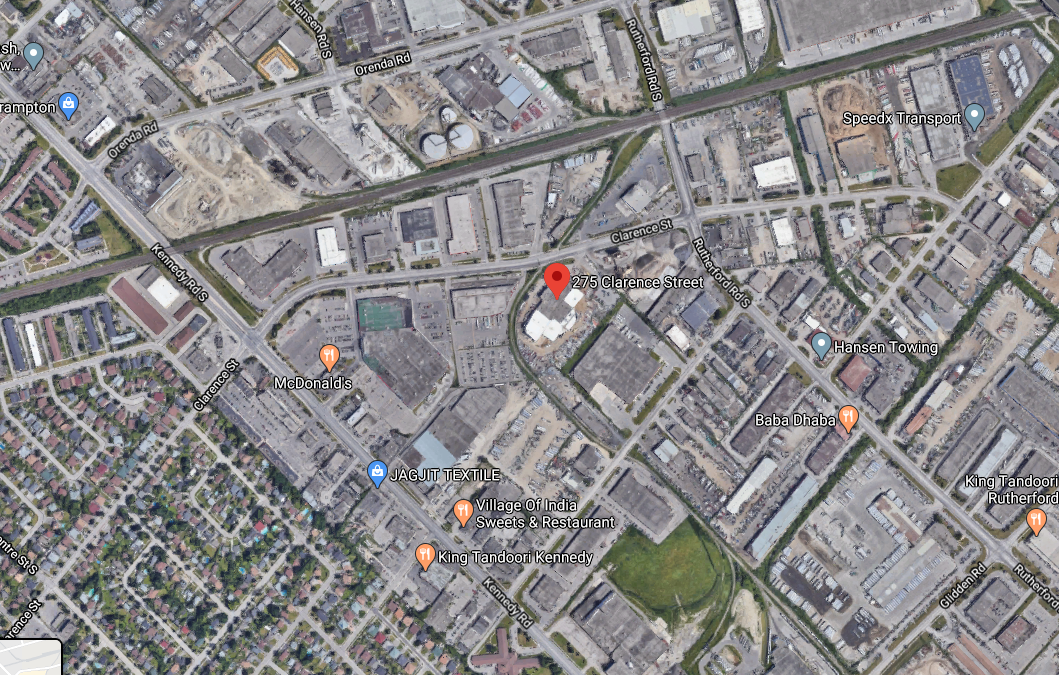 Hansen Rd S
Rutherford Rd S
Orenda Rd
Orenda Rd
Speedx Transport
Clarence St
Kennedy Rd S
Rutherford Rd S
275 Clarence Street
Hansen Towing
McDonald's
Clarence St
Baba Dhaba
JAGJIT TEXTILE
King Tandoori
Rutherford
Village Of India
Sweets & Restaurant
King Tandoori Kennedy
Kennedy Rd
Glidden Rd
Rutherford